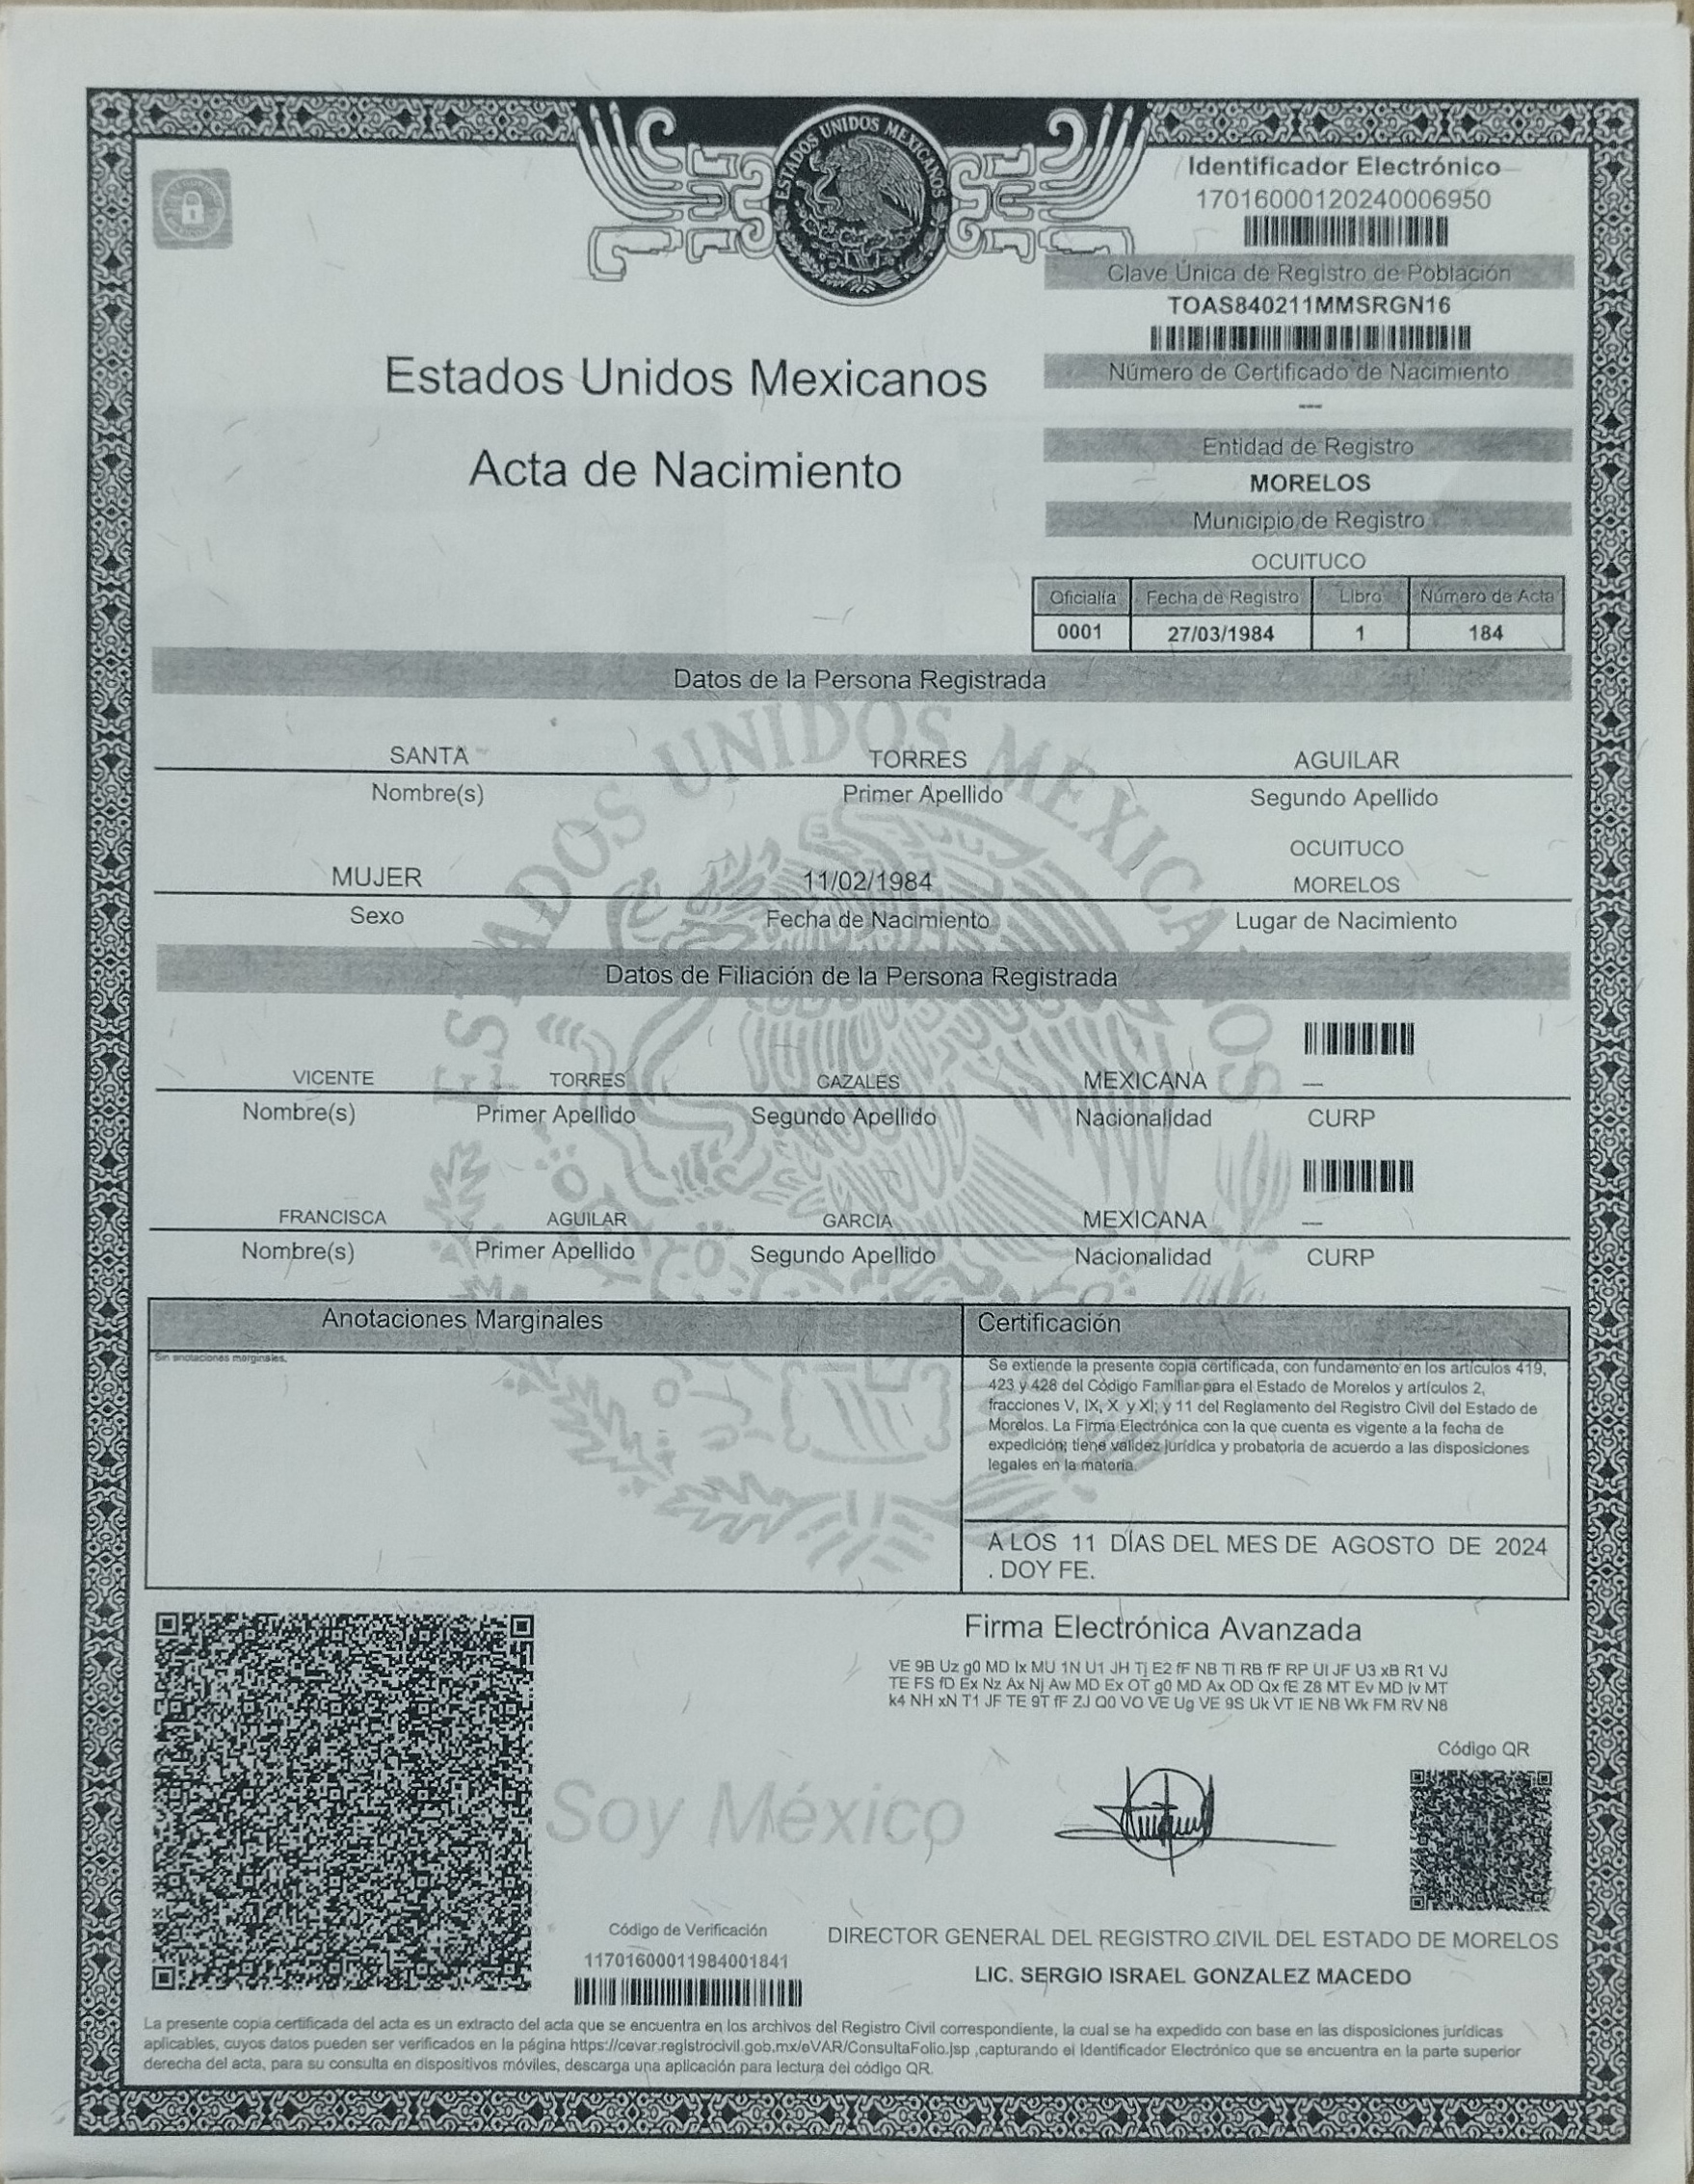 ESTADOS UNIDOS MEXICANOS
Identificador Electrónico
17016000120240006950
Clave Única de Registro de Población
TOAS840211MMSRGN16
Número de Certificado de Nacimiento
---
Estados Unidos Mexicanos
Acta de Nacimiento
Entidad de Registro
MORELOS
Municipio de Registro
OCUITUCO
Oficialía Fecha de Registro Libro Número de Acta
0001 27/03/1984 1 184
Datos de la Persona Registrada
SANTA TORRES AGUILAR
Nombre(s) Primer Apellido Segundo Apellido
OCUITUCO
MUJER 11/02/1984 MORELOS
Sexo Fecha de Nacimiento Lugar de Nacimiento
Datos de Filiación de la Persona Registrada
VICENTE TORRES CAZALES MEXICANA ---
Nombre(s) Primer Apellido Segundo Apellido Nacionalidad CURP
FRANCISCA AGUILAR GARCIA MEXICANA ---
Nombre(s) Primer Apellido Segundo Apellido Nacionalidad CURP
ESTADOS UNIDOS MEXICANOS
Anotaciones Marginales
Sin anotaciones marginales.
Certificación
Se extiende la presente copia certificada, con fundamento en los artículos 419,
423 y 428 del Código Familiar para el Estado de Morelos y artículos 2,
fracciones V, IX, X y XI; y 11 del Reglamento del Registro Civil del Estado de
Morelos. La Firma Electrónica con la que cuenta es vigente a la fecha de
expedición; tiene validez jurídica y probatoria de acuerdo a las disposiciones
legales en la materia.
A LOS 11 DÍAS DEL MES DE AGOSTO DE 2024
. DOY FE.
Firma Electrónica Avanzada
VE 9B Uz g0 MD Ix MU 1N U1 JH Tj E2 fF NB TI RB fF RP UI JF U3 xB R1 VJ
TE FS fD Ex Nz Ax Nj Aw MD Ex OT g0 MD Ax OD Qx fE Z8 MT Ev MD Iv MT
k4 NH xN T1 JF TE 9T fF ZJ Q0 VO VE Ug VE 9S Uk VT IE NB Wk FM RV N8
Código QR
Soy México
Código de Verificación
11701600011984001841
DIRECTOR GENERAL DEL REGISTRO CIVIL DEL ESTADO DE MORELOS
LIC. SERGIO ISRAEL GONZALEZ MACEDO
La presente copia certificada del acta es un extracto del acta que se encuentra en los archivos del Registro Civil correspondiente, la cual se ha expedido con base en las disposiciones jurídicas
aplicables, cuyos datos pueden ser verificados en la página https://cevar.registrocivil.gob.mx/eVAR/ConsultaFolio.jsp ,capturando el Identificador Electrónico que se encuentra en la parte superior
derecha del acta, para su consulta en dispositivos móviles, descarga una aplicación para lectura del código QR.